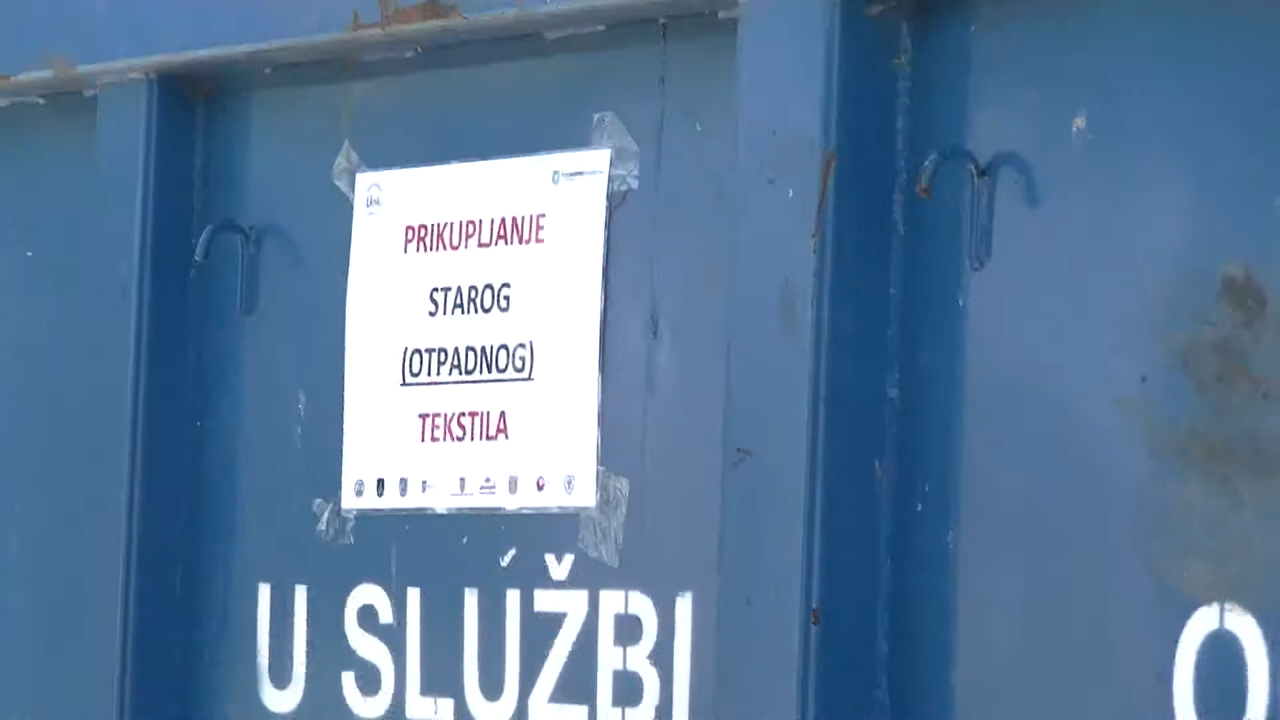 PRIKUPLJANJE
STAROG
(OTPADNOG)
TEKSTILA
U SLUŽBI
O